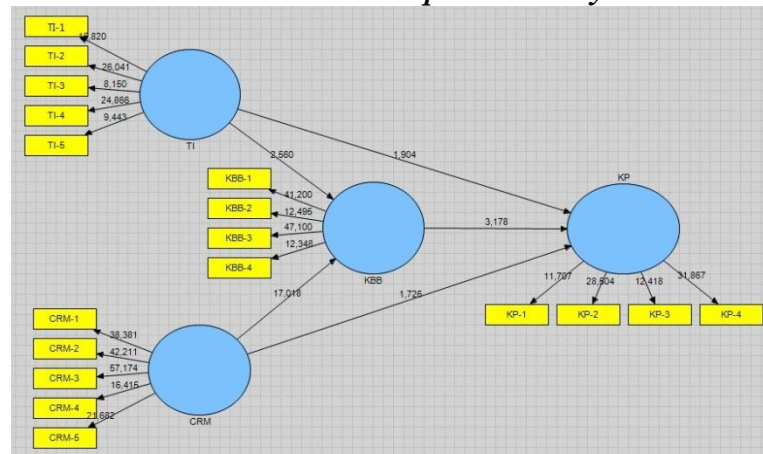 TI-1
TI-2
TI-3
TI-4
TI-5
26,041
8,150
24,866
9,443
TI
2,560
1,904
KBB-1
KBB-2
KBB-3
KBB-4
41,200
12,495
47,100
12,348
KBB
3,178
KP
17,018
1,726
11,707
12,418
31,867
KP-1
KP-2
KP-3
KP-4
CRM-1
CRM-2
CRM-3
CRM-4
CRM-5
38,381
42,211
57,174
16,415
21,682
CRM